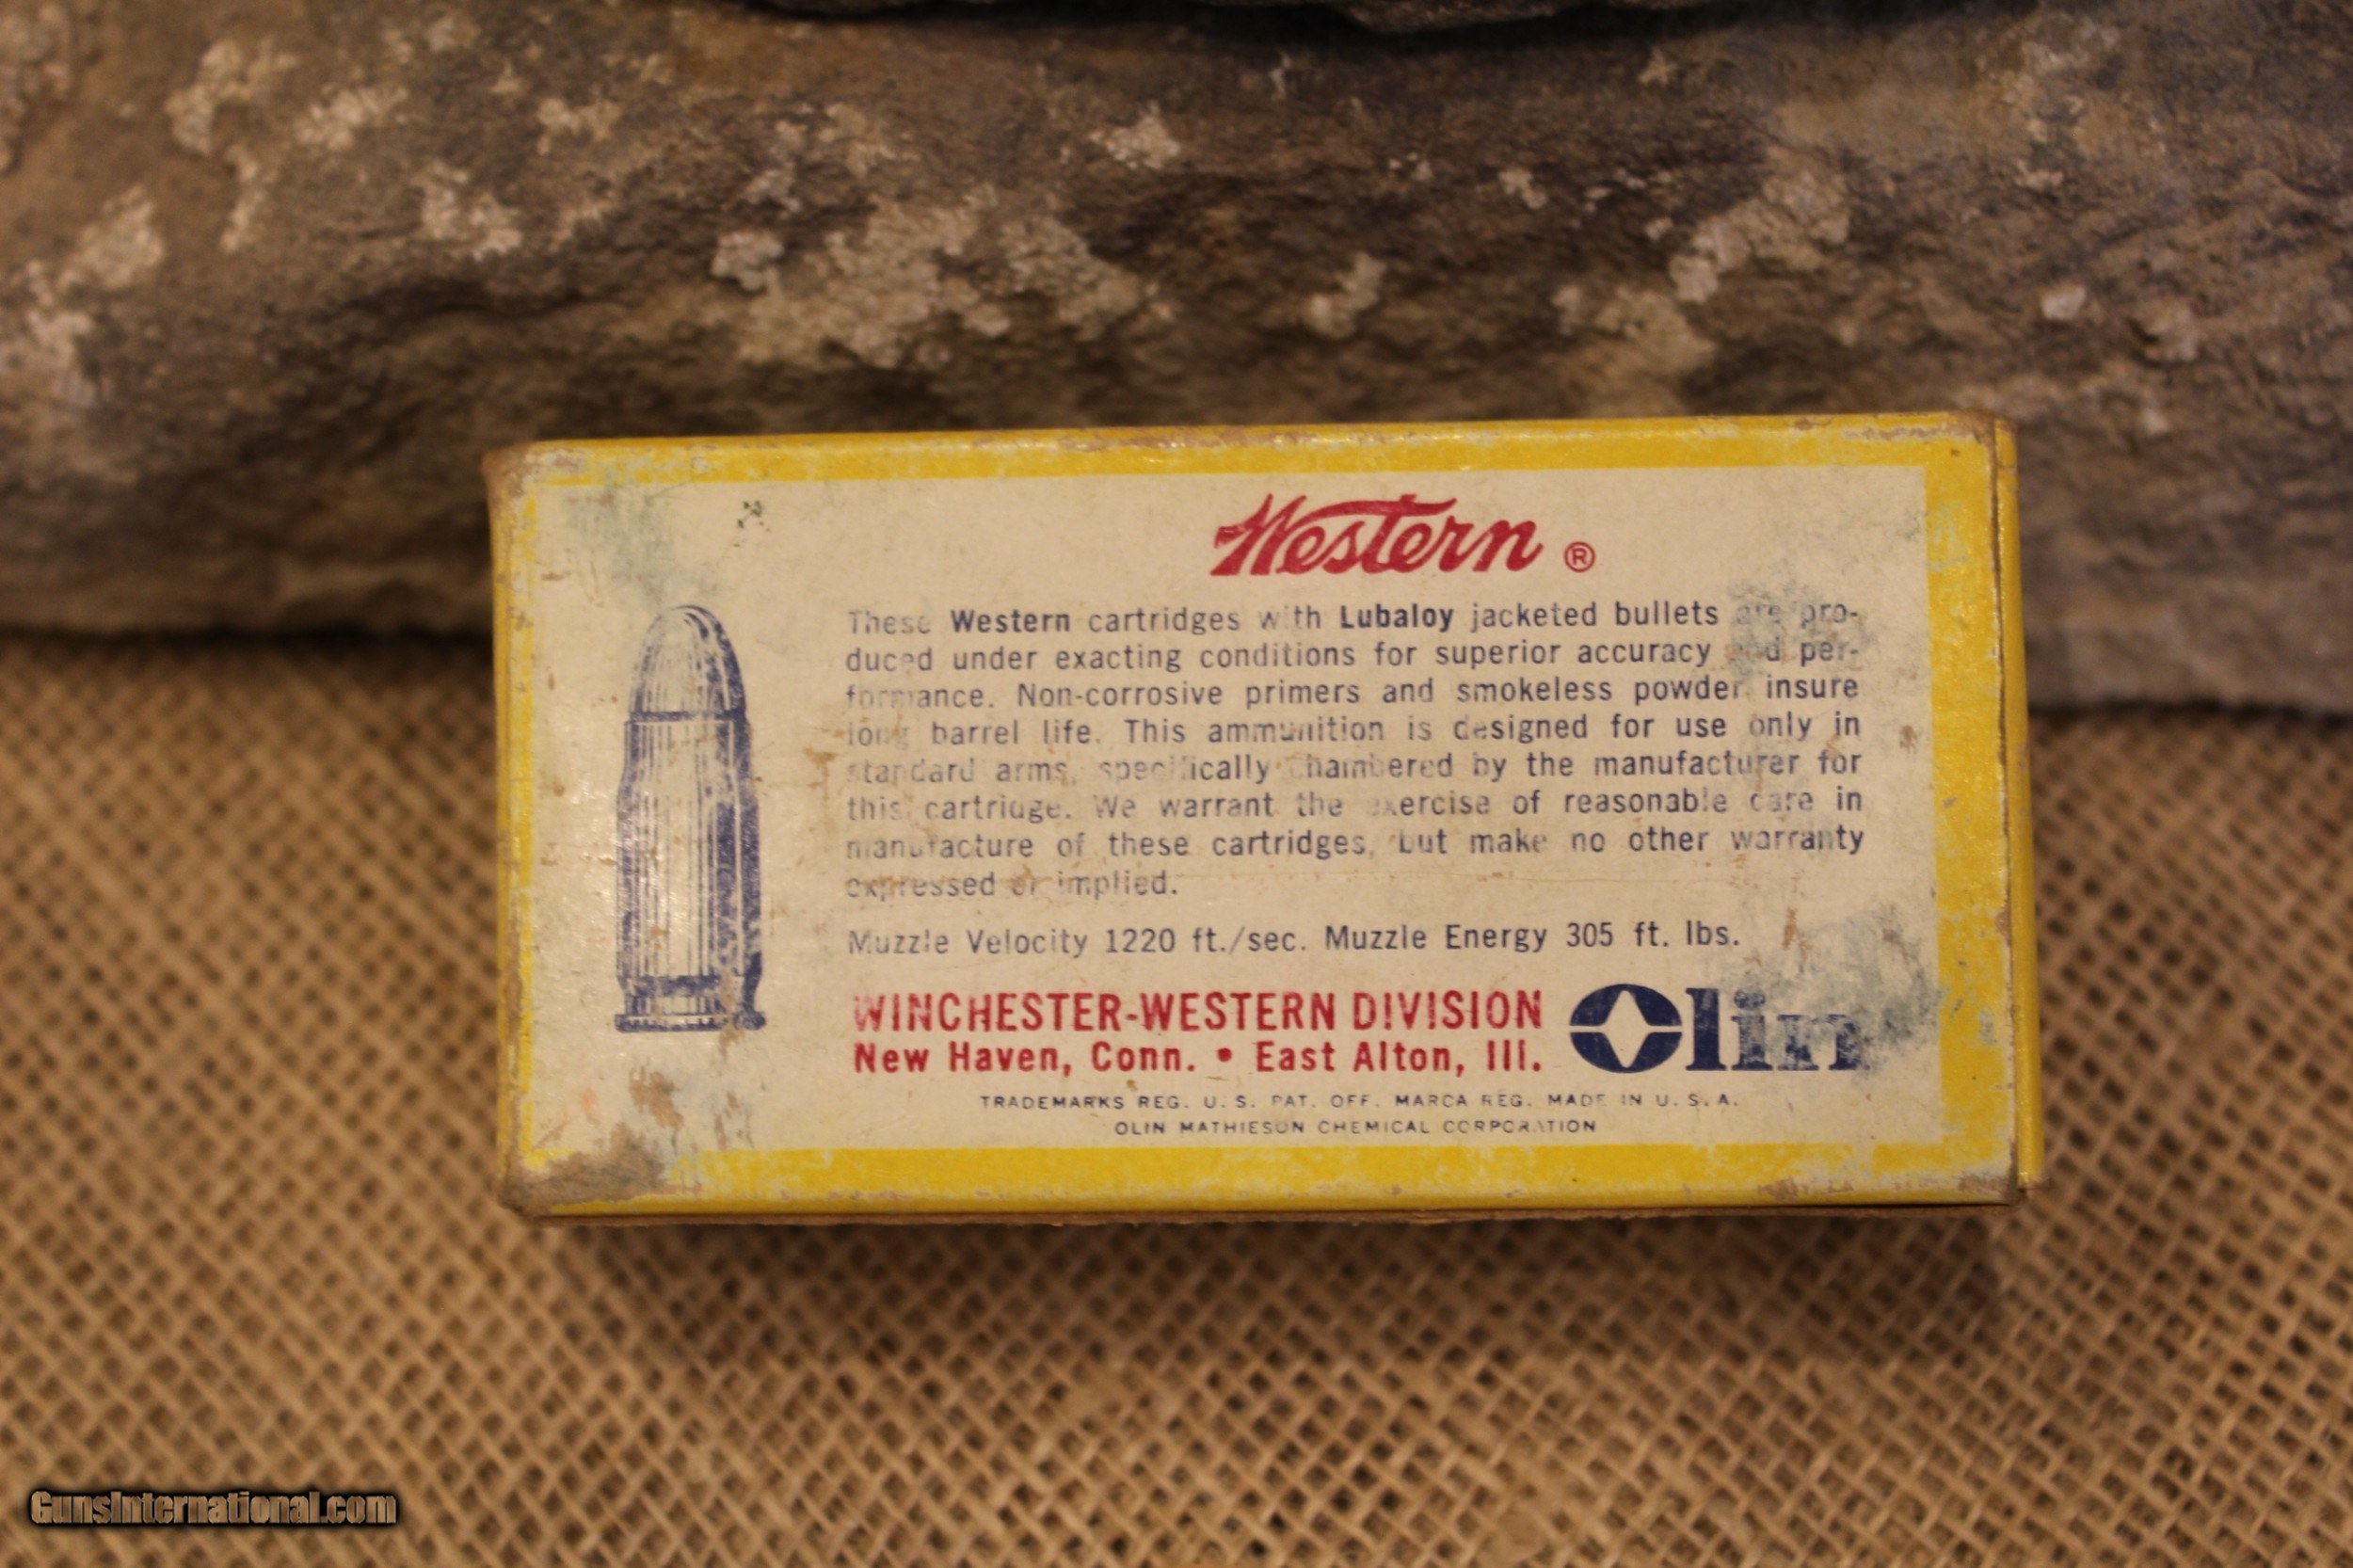 Western ®
These Western cartridges with Lubaloy jacketed bullets are pro-
duced under exacting conditions for superior accuracy and per-
formance. Non-corrosive primers and smokeless powder insure
long barrel life. This ammunition is designed for use only in
standard arms, specifically chambered by the manufacturer for
this cartridge. We warrant the exercise of reasonable care in
manufacture of these cartridges, but make no other warranty
expressed or implied.
Muzzle Velocity 1220 ft./sec. Muzzle Energy 305 ft. lbs.
WINCHESTER-WESTERN DIVISION
New Haven, Conn. • East Alton, Ill.
Olin
TRADEMARKS REG. U. S. PAT. OFF. MARCA REG. MADE IN U. S. A.
OLIN MATHIESON CHEMICAL CORPORATION
GunsInternational.com